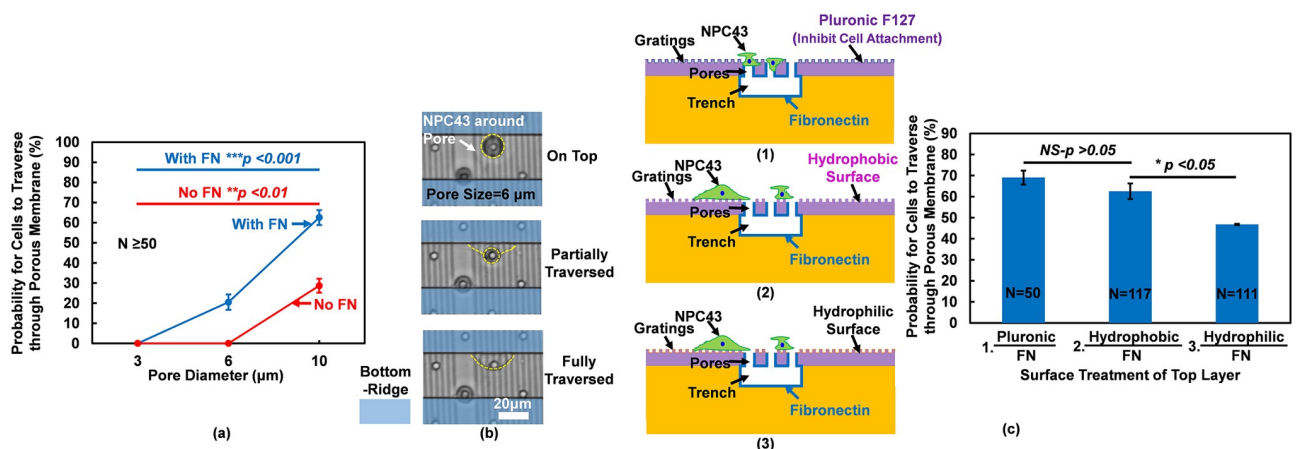 Probability for Cells to Traverse
through Porous Membrane (%)
100
90
80
70
60
50
40
30
20
10
0
With FN ***p <0.001
No FN **p <0.01
With FN
N ≥50
No FN
3
6
10
Pore Diameter (µm)
(a)
Bottom
-Ridge
NPC43 around
Pore
Pore Size=6 µm
On Top
Partially
Traversed
Fully
Traversed
20µm
(b)
NPC43
Pluronic F127
(Inhibit Cell Attachment)
Gratings
Pores
Trench
Fibronectin
(1)
NPC43
Hydrophobic
Surface
Gratings
Pores
Trench
Fibronectin
(2)
NPC43
Hydrophilic
Surface
Gratings
Pores
Trench
Fibronectin
(3)
Probability for Cells to Traverse
through Porous Membrane (%)
90
80
70
60
50
40
30
20
10
0
NS-p >0.05
* p <0.05
N=50
N=117
N=111
1. Pluronic
FN
2. Hydrophobic
FN
3. Hydrophilic
FN
Surface Treatment of Top Layer
(c)